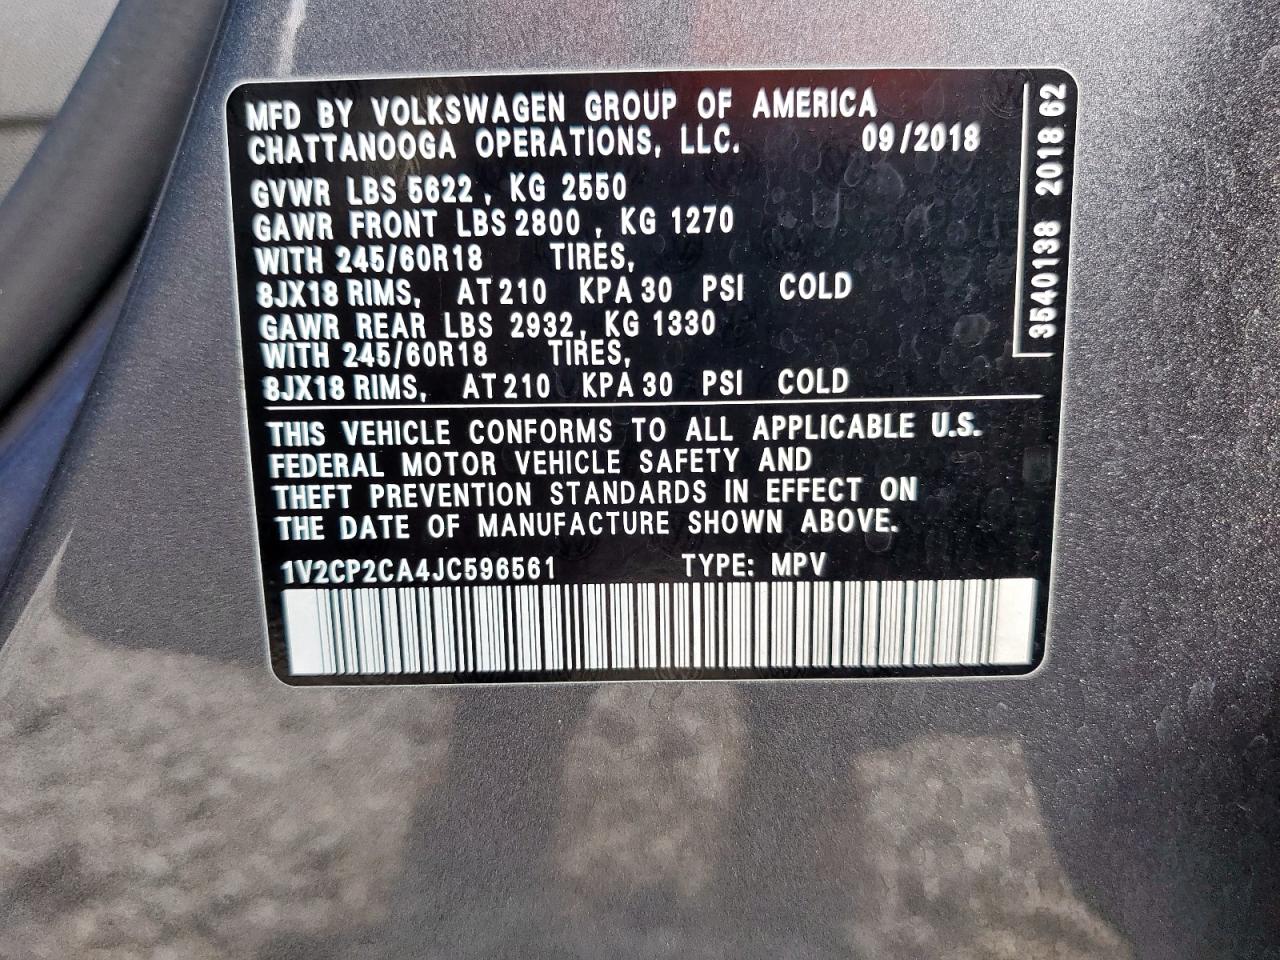 MFD BY VOLKSWAGEN GROUP OF AMERICA
CHATTANOOGA OPERATIONS, LLC. 09/2018
GVWR LBS 5622, KG 2550
GAWR FRONT LBS 2800, KG 1270
WITH 245/60R18 TIRES,
8JX18 RIMS, AT 210 KPA 30 PSI COLD
GAWR REAR LBS 2932, KG 1330
WITH 245/60R18 TIRES,
8JX18 RIMS, AT 210 KPA 30 PSI COLD
THIS VEHICLE CONFORMS TO ALL APPLICABLE U.S.
FEDERAL MOTOR VEHICLE SAFETY AND
THEFT PREVENTION STANDARDS IN EFFECT ON
THE DATE OF MANUFACTURE SHOWN ABOVE.
1V2CP2CA4JC596561 TYPE: MPV
3540138 2018 62